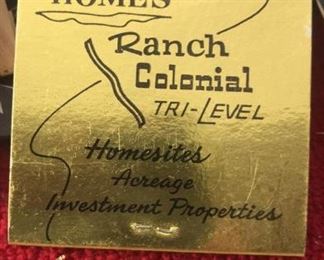 HOMES
Ranch
Colonial
TRI-LEVEL
Homesites
Acreage
Investment Properties